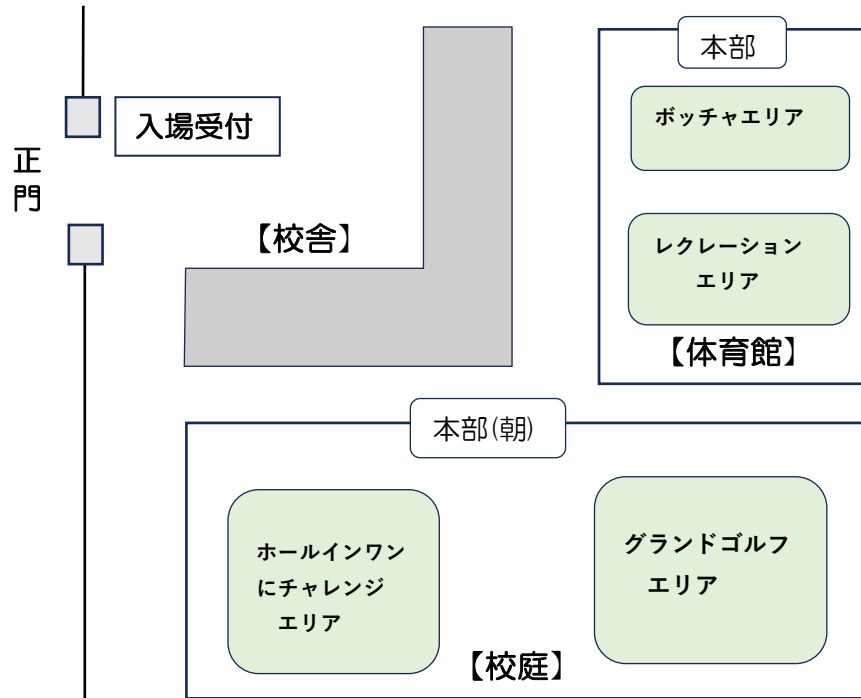 正門
入場受付
【校舎】
本部
ボッチャエリア
レクレーション
エリア
【体育館】
本部(朝)
ホールインワン
にチャレンジ
エリア
グランドゴルフ
エリア
【校庭】